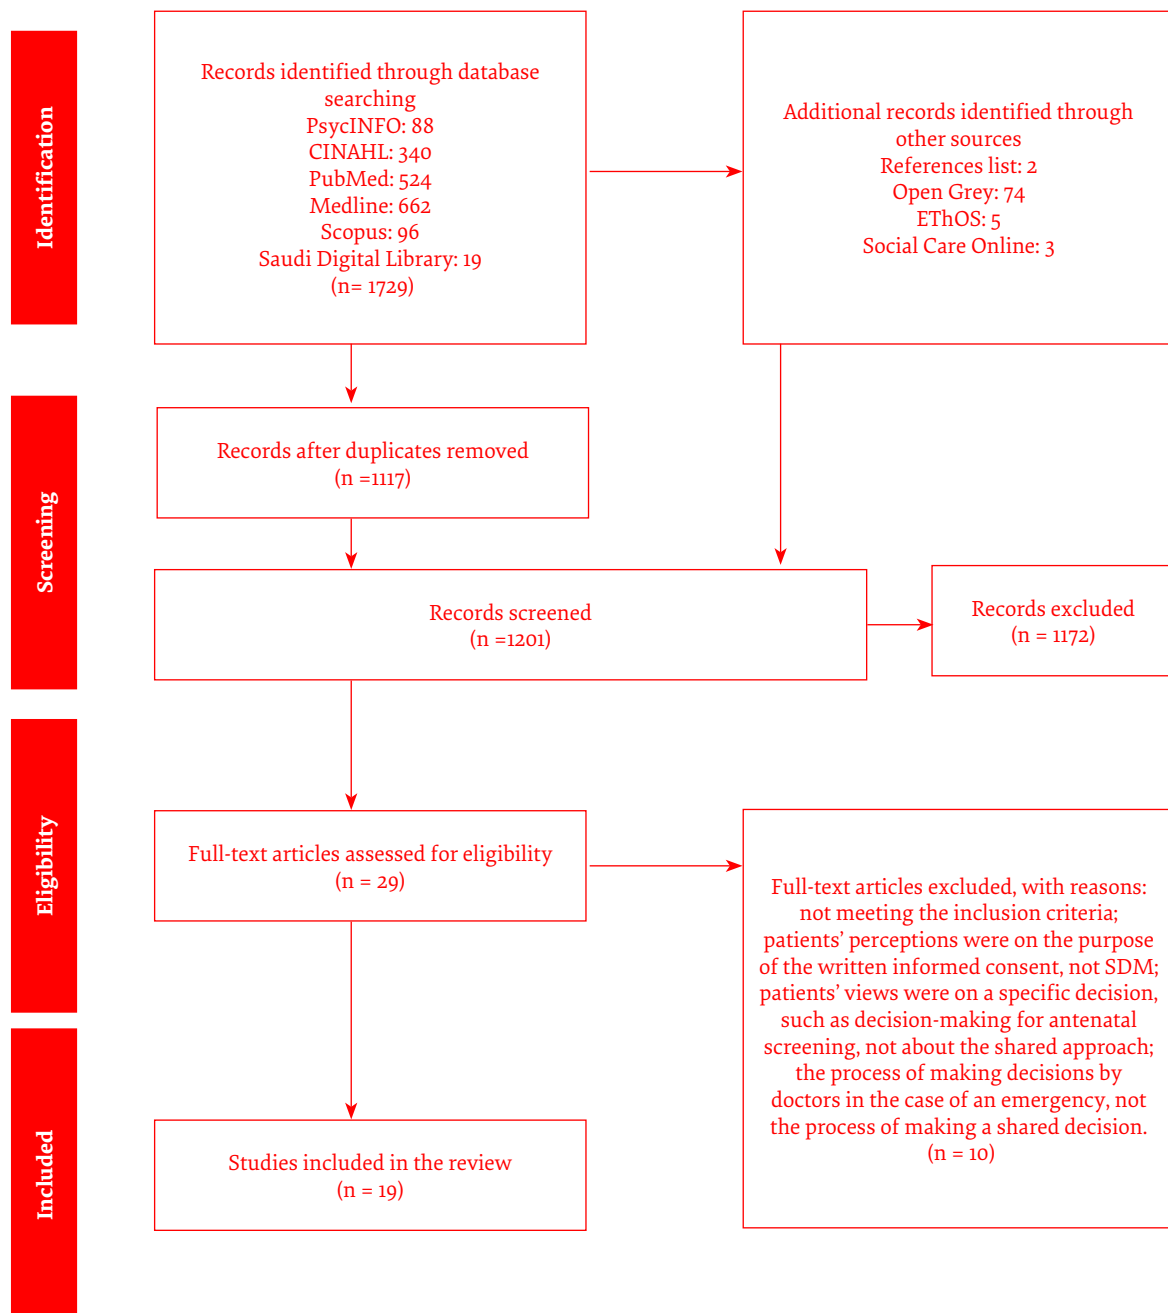 Identification
Records identified through database
searching
PsycINFO: 88
CINAHL: 340
PubMed: 524
Medline: 662
Scopus: 96
Saudi Digital Library: 19
(n= 1729)
Additional records identified through
other sources
References list: 2
Open Grey: 74
EThOS: 5
Social Care Online: 3
Screening
Records after duplicates removed
(n =1117)
Records screened
(n =1201)
Records excluded
(n = 1172)
Eligibility
Full-text articles assessed for eligibility
(n = 29)
Full-text articles excluded, with reasons:
not meeting the inclusion criteria;
patients’ perceptions were on the purpose
of the written informed consent, not SDM;
patients’ views were on a specific decision,
such as decision-making for antenatal
screening, not about the shared approach;
the process of making decisions by
doctors in the case of an emergency, not
the process of making a shared decision.
(n = 10)
Included
Studies included in the review
(n = 19)